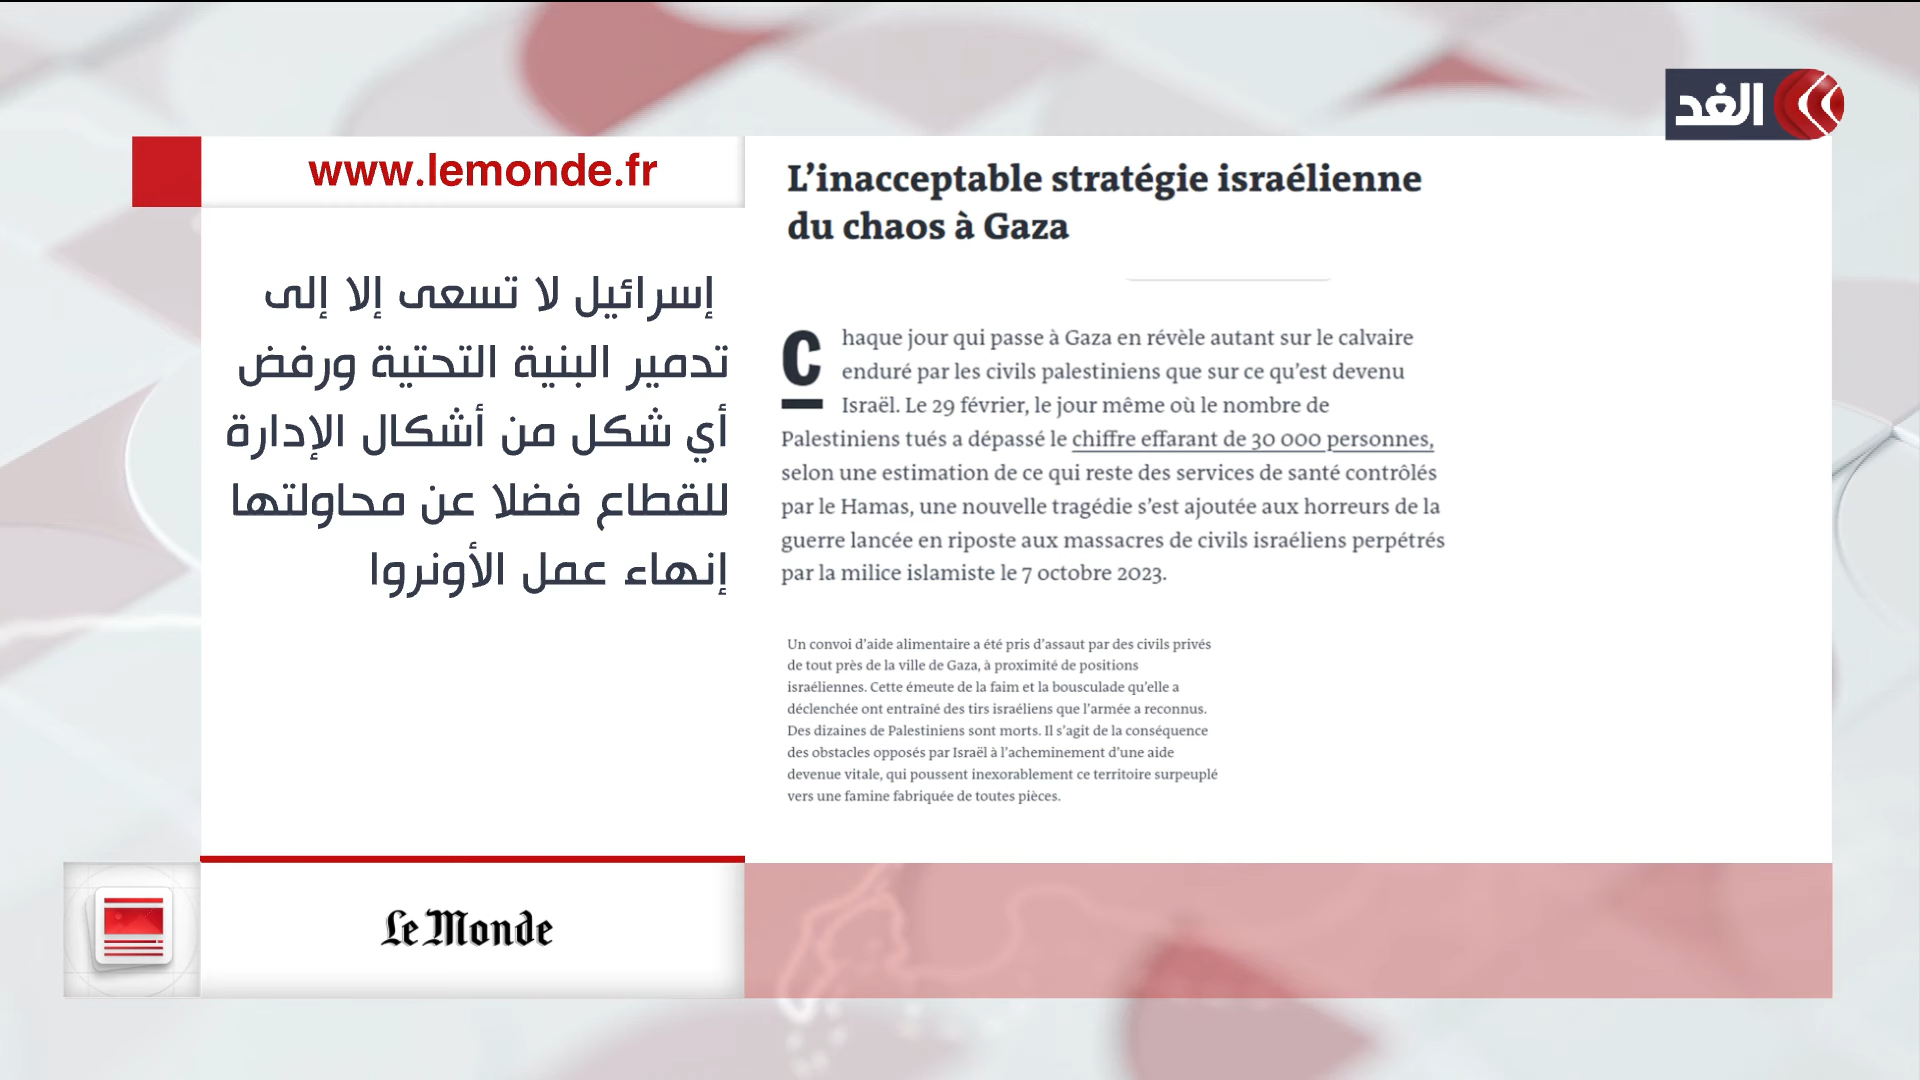 الغد
www.lemonde.fr
إسرائيل لا تسعى إلا إلى
تدمير البنية التحتية ورفض
أي شكل من أشكال الإدارة
للقطاع فضلا عن محاولتها
إنهاء عمل الأونروا
L’inacceptable stratégie israélienne
du chaos à Gaza
Chaque jour qui passe à Gaza en révèle autant sur le calvaire
enduré par les civils palestiniens que sur ce qu’est devenu
Israël. Le 29 février, le jour même où le nombre de
Palestiniens tués a dépassé le chiffre effarant de 30 000 personnes,
selon une estimation de ce qui reste des services de santé contrôlés
par le Hamas, une nouvelle tragédie s’est ajoutée aux horreurs de la
guerre lancée en riposte aux massacres de civils israéliens perpétrés
par la milice islamiste le 7 octobre 2023.
Un convoi d’aide alimentaire a été pris d’assaut par des civils privés
de tout près de la ville de Gaza, à proximité de positions
israéliennes. Cette émeute de la faim et la bousculade qu’elle a
déclenchée ont entraîné des tirs israéliens que l’armée a reconnus.
Des dizaines de Palestiniens sont morts. Il s’agit de la conséquence
des obstacles opposés par Israël à l’acheminement d’une aide
devenue vitale, qui poussent inexorablement ce territoire surpeuplé
vers une famine fabriquée de toutes pièces.
Le Monde